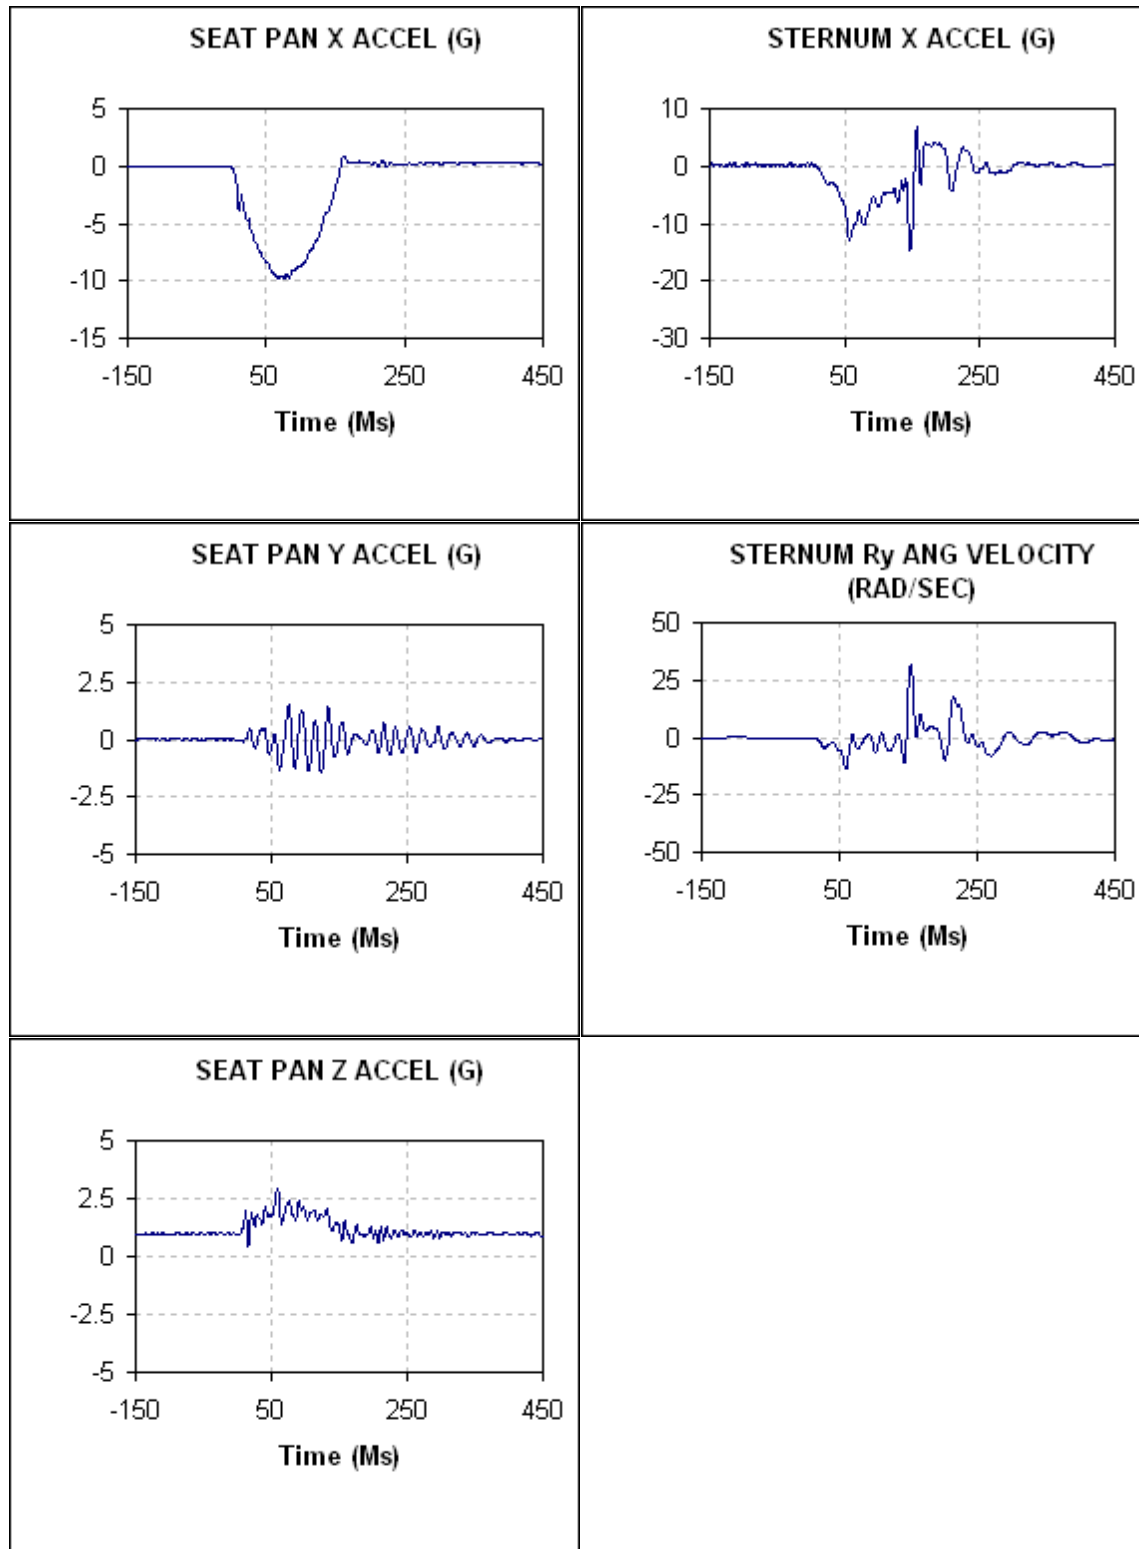 SEAT PAN X ACCEL (G)
5
0
-5
-10
-15
-150 50 250 450
Time (Ms)
STERNUM X ACCEL (G)
10
0
-10
-20
-30
-150 50 250 450
Time (Ms)
SEAT PAN Y ACCEL (G)
5
2.5
0
-2.5
-5
-150 50 250 450
Time (Ms)
STERNUM Ry ANG VELOCITY
(RAD/SEC)
50
25
0
-25
-50
-150 50 250 450
Time (Ms)
SEAT PAN Z ACCEL (G)
5
2.5
0
-2.5
-5
-150 50 250 450
Time (Ms)